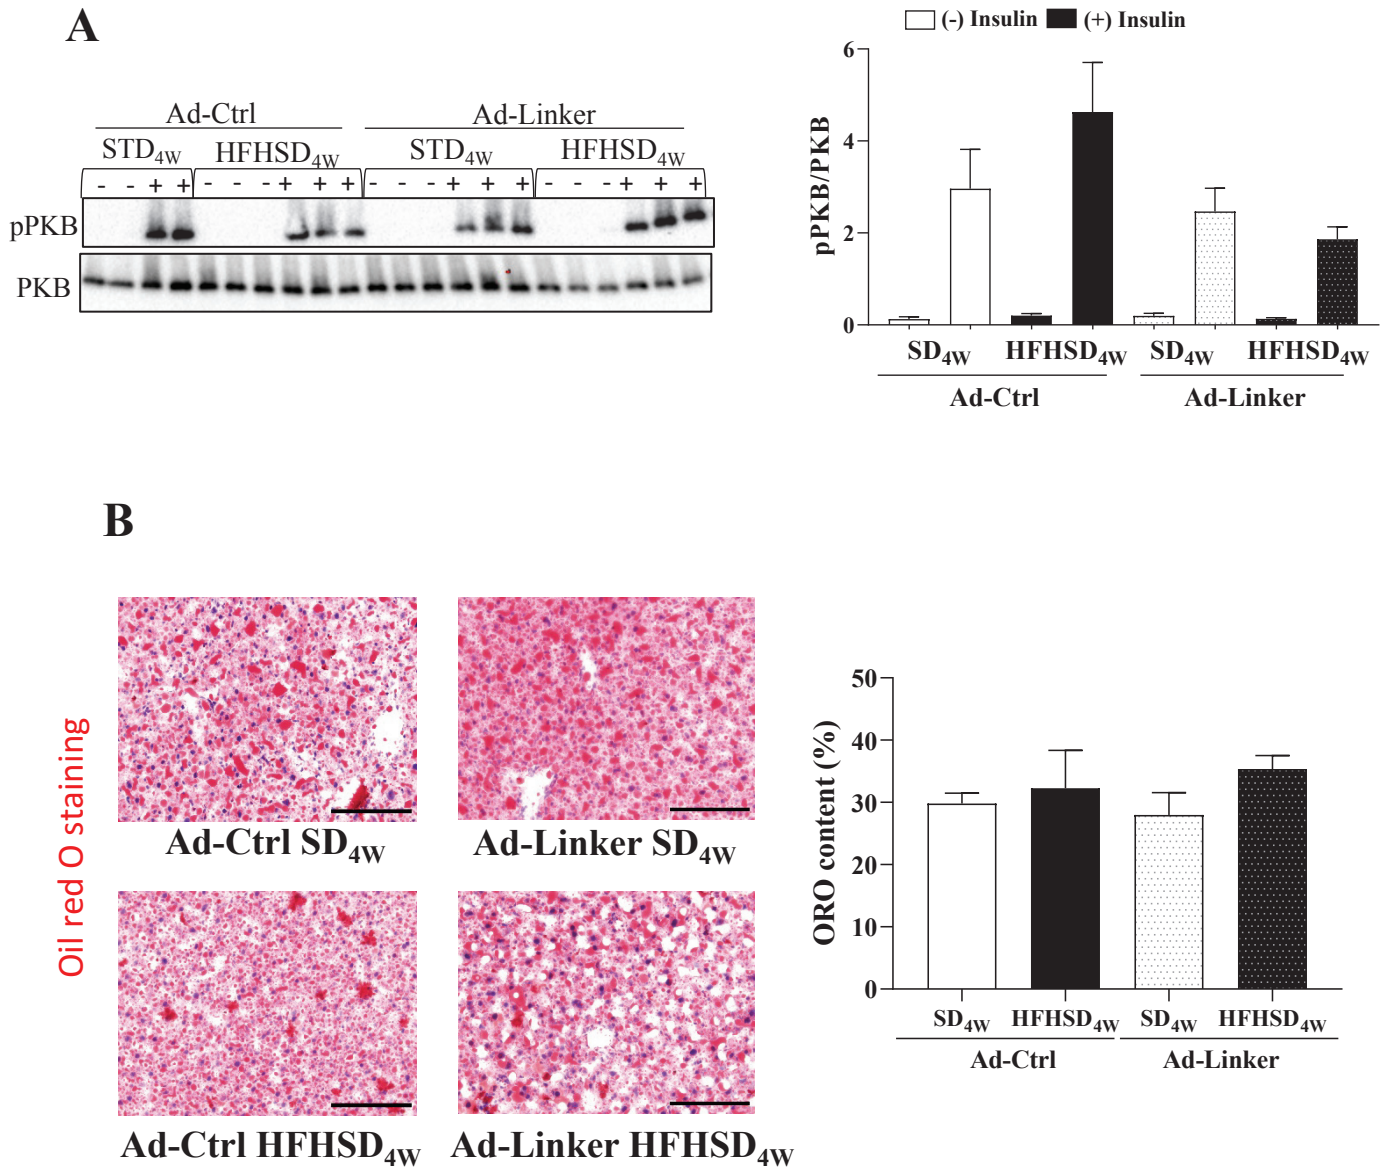 A
Ad-Ctrl
Ad-Linker
STD4W
HFHSD4W
STD4W
HFHSD4W
- - + + - - - + + + - - - + + + - - - + + +
pPKB
PKB
(-) Insulin (+) Insulin
pPKB/PKB
6
4
2
0
SD4W HFHSD4W SD4W HFHSD4W
Ad-Ctrl Ad-Linker
B
Oil red O staining
Ad-Ctrl SD4W
Ad-Linker SD4W
Ad-Ctrl HFHSD4W
Ad-Linker HFHSD4W
ORO content (%)
50
40
30
20
10
0
SD4W HFHSD4W SD4W HFHSD4W
Ad-Ctrl Ad-Linker